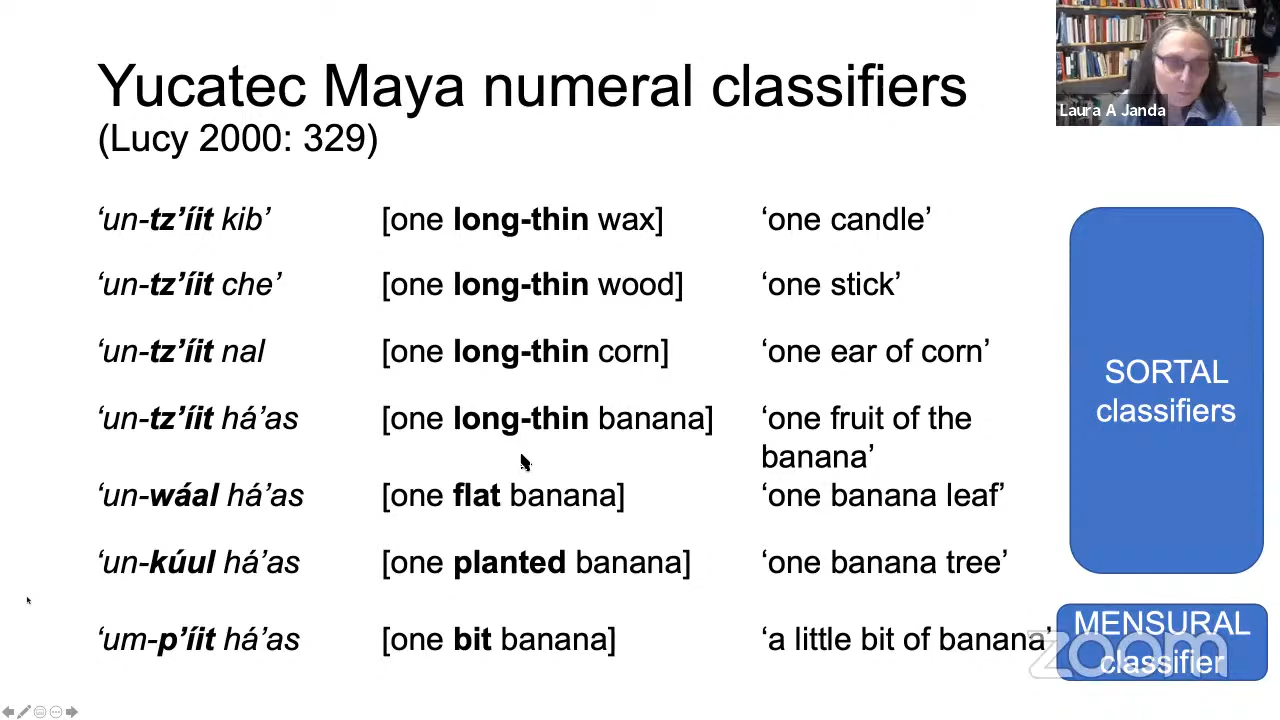 Yucatec Maya numeral classifiers
(Lucy 2000: 329)
Laura A Janda
‘un-tz’íit kib’ [one long-thin wax] ‘one candle’
‘un-tz’íit che’ [one long-thin wood] ‘one stick’
‘un-tz’íit nal [one long-thin corn] ‘one ear of corn’
‘un-tz’íit há’as [one long-thin banana] ‘one fruit of the
banana’
‘un-wáal há’as [one flat banana] ‘one banana leaf’
‘un-kúul há’as [one planted banana] ‘one banana tree’
‘um-p’íit há’as [one bit banana] ‘a little bit of banana’
SORTAL
classifiers
MENSURAL
classifier
zoom